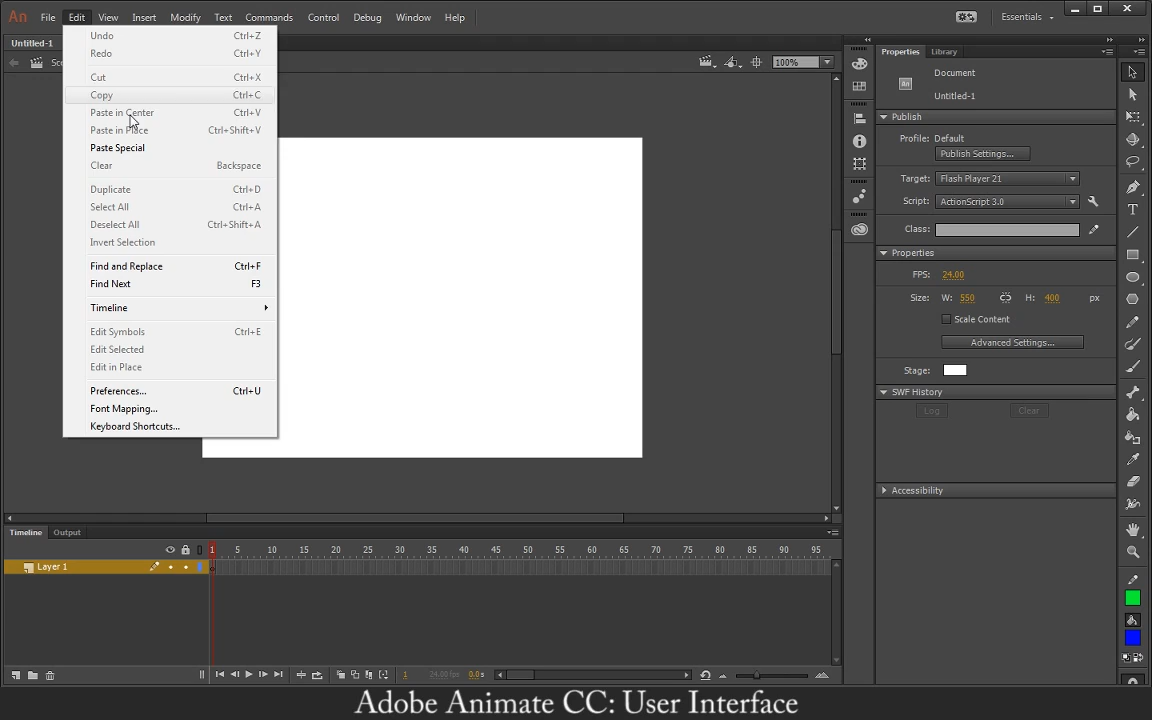 An File Edit View Insert Modify Text Commands Control Debug Window Help Essentials
Untitled-1
Undo Ctrl+Z
Redo Ctrl+Y
Cut Ctrl+X
Copy Ctrl+C
Paste in Center Ctrl+V
Paste in Place Ctrl+Shift+V
Paste Special
Clear Backspace
Duplicate Ctrl+D
Select All Ctrl+A
Deselect All Ctrl+Shift+A
Invert Selection
Find and Replace Ctrl+F
Find Next F3
Timeline
Edit Symbols Ctrl+E
Edit Selected
Edit in Place
Preferences... Ctrl+U
Font Mapping...
Keyboard Shortcuts...
100%
Properties Library
An Document
Untitled-1
Publish
Profile: Default
Publish Settings...
Target: Flash Player 21
Script: ActionScript 3.0
Class:
Properties
FPS: 24.00
Size: W: 550 H: 400 px
Scale Content
Advanced Settings...
Stage:
SWF History
Log Clear
Accessibility
Timeline Output
1 5 10 15 20 25 30 35 40 45 50 55 60 65 70 75 80 85 90 95
Layer 1
1 24.00 fps 0.0 s
Adobe Animate CC: User Interface